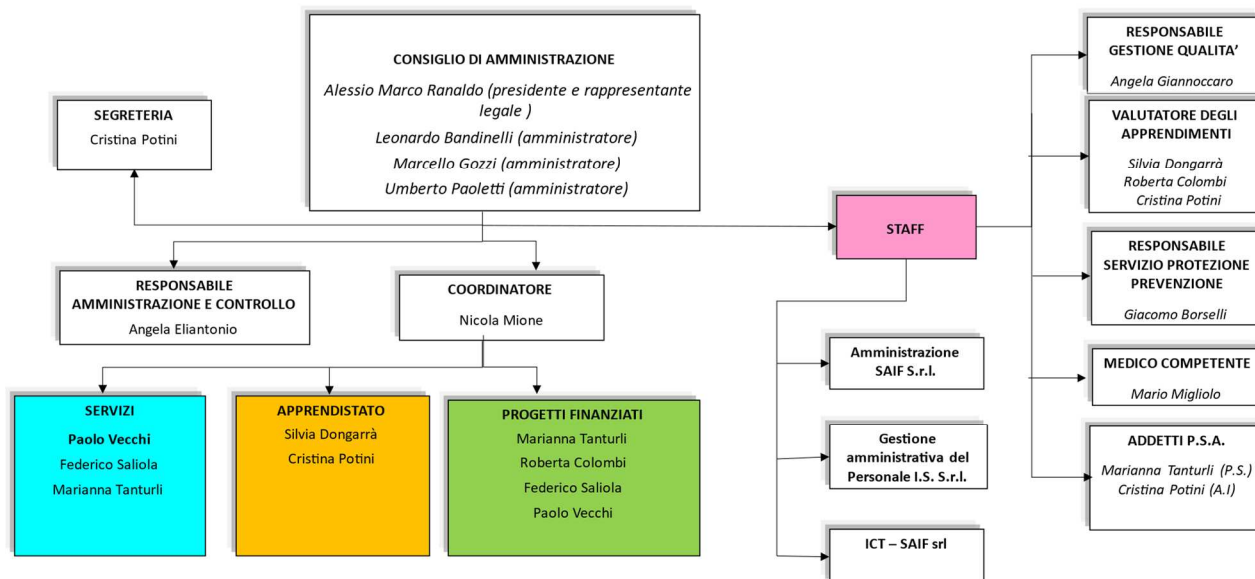 CONSIGLIO DI AMMINISTRAZIONE
Alessio Marco Ranaldo (presidente e rappresentante
legale )
Leonardo Bandinelli (amministratore)
Marcello Gozzi (amministratore)
Umberto Paoletti (amministratore)
SEGRETERIA
Cristina Potini
STAFF
RESPONSABILE
AMMINISTRAZIONE E CONTROLLO
Angela Eliantonio
COORDINATORE
Nicola Mione
SERVIZI
Paolo Vecchi
Federico Saliola
Marianna Tanturli
APPRENDISTATO
Silvia Dongarrà
Cristina Potini
PROGETTI FINANZIATI
Marianna Tanturli
Roberta Colombi
Federico Saliola
Paolo Vecchi
Amministrazione
SAIF S.r.l.
Gestione
amministrativa del
Personale I.S. S.r.l.
ICT – SAIF srl
RESPONSABILE
GESTIONE QUALITA’
Angela Giannoccaro
VALUTATORE DEGLI
APPRENDIMENTI
Silvia Dongarrà
Roberta Colombi
Cristina Potini
RESPONSABILE
SERVIZIO PROTEZIONE
PREVENZIONE
Giacomo Borselli
MEDICO COMPETENTE
Mario Migliolo
ADDETTI P.S.A.
Marianna Tanturli (P.S.)
Cristina Potini (A.I)